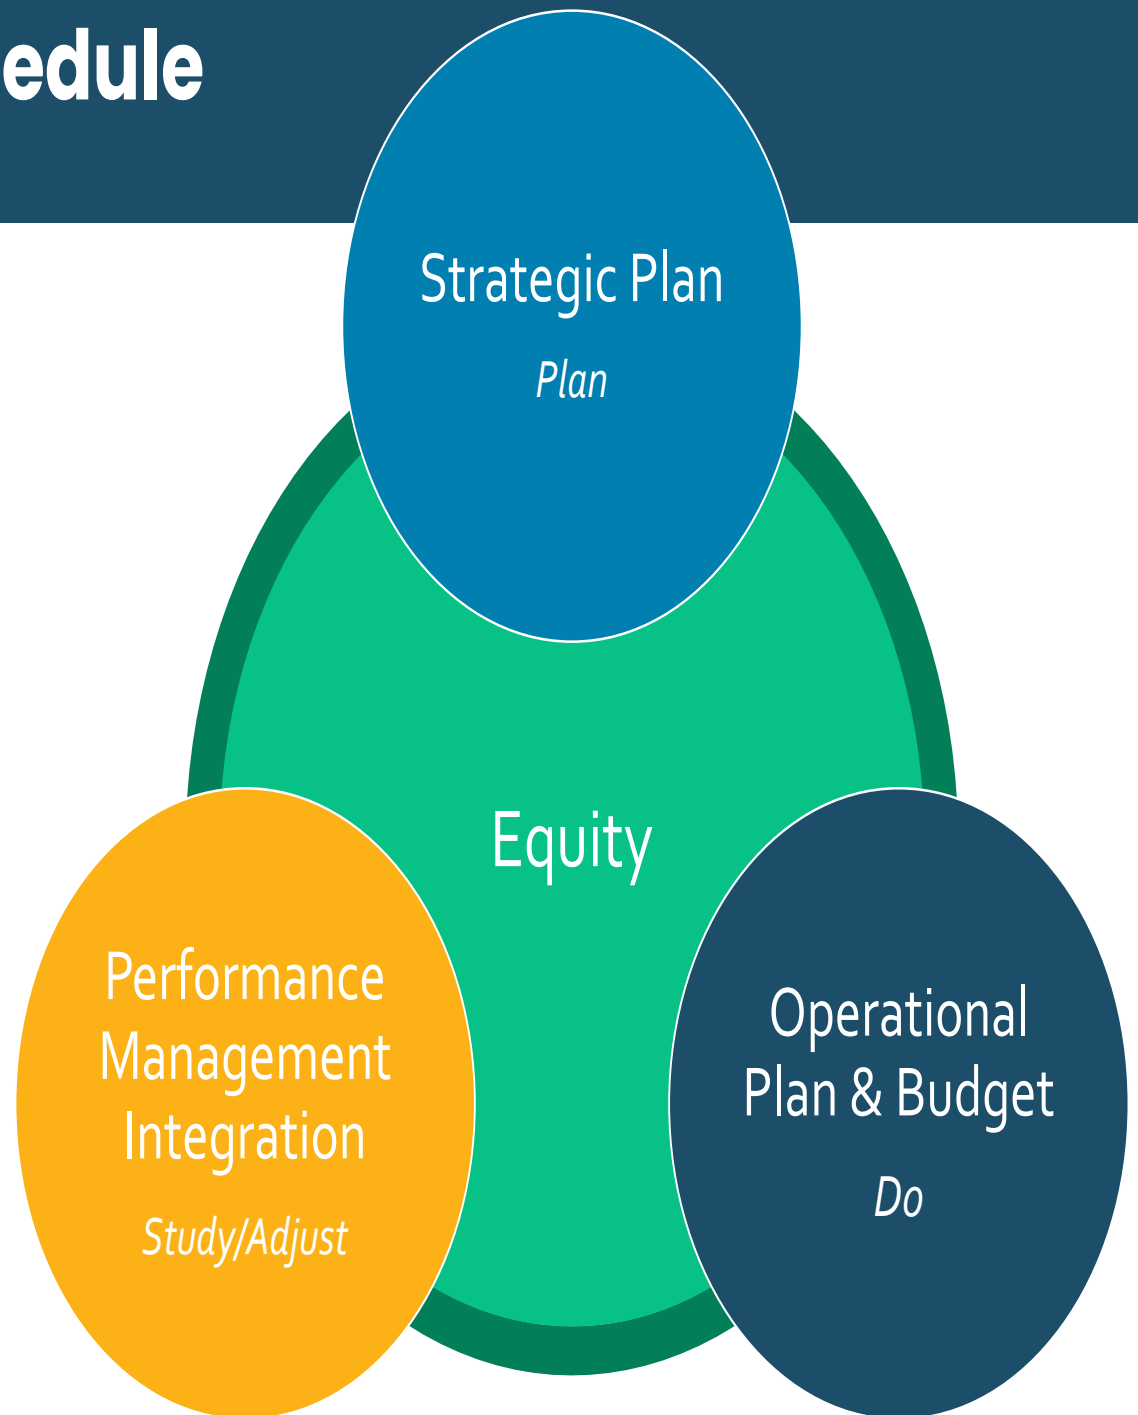 edule
Strategic Plan
Plan
Equity
Performance
Management
Integration
Study/Adjust
Operational
Plan & Budget
Do